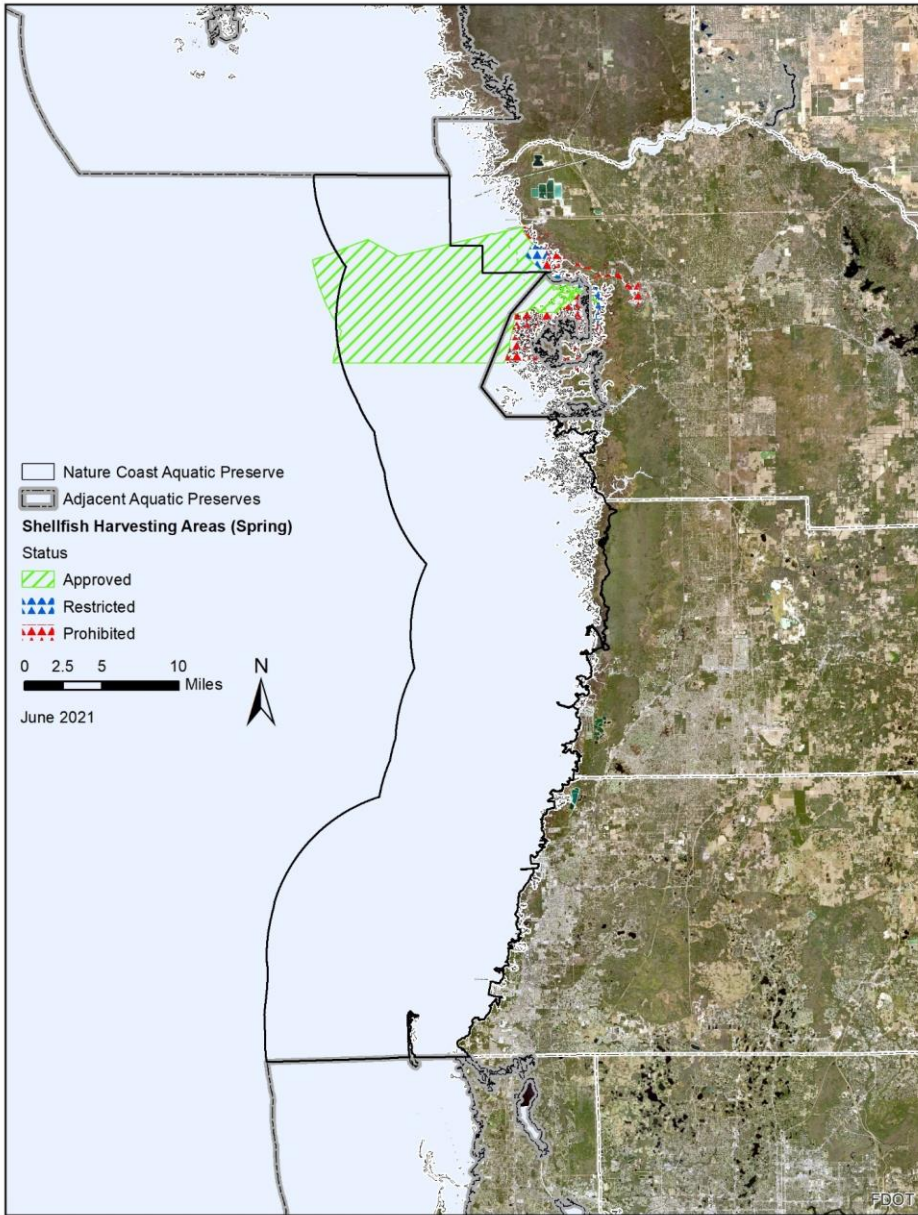 Nature Coast Aquatic Preserve
Adjacent Aquatic Preserves
Shellfish Harvesting Areas (Spring)
Status
Approved
Restricted
Prohibited
0 2.5 5 10
Miles
N
June 2021
FDOT